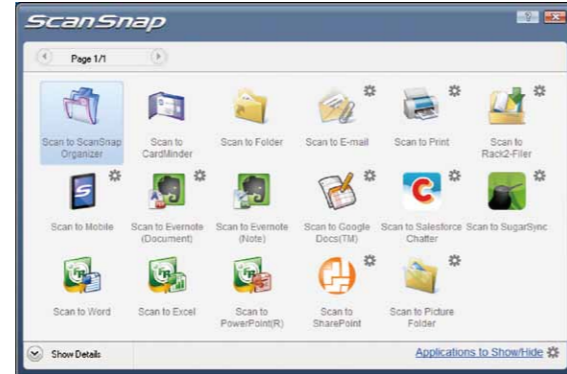 ScanSnap
Page 1/1
Scan to ScanSnap
Organizer
Scan to
CardMinder
Scan to Folder
Scan to E-mail
Scan to Print
Scan to
Rack2-Filer
Scan to Mobile
Scan to Evernote
(Document)
Scan to Evernote
(Note)
Scan to Google
Docs(TM)
Scan to Salesforce
Chatter
Scan to SugarSync
Scan to Word
Scan to Excel
Scan to
PowerPoint(R)
Scan to
SharePoint
Scan to Picture
Folder
Show Details
Applications to Show/Hide